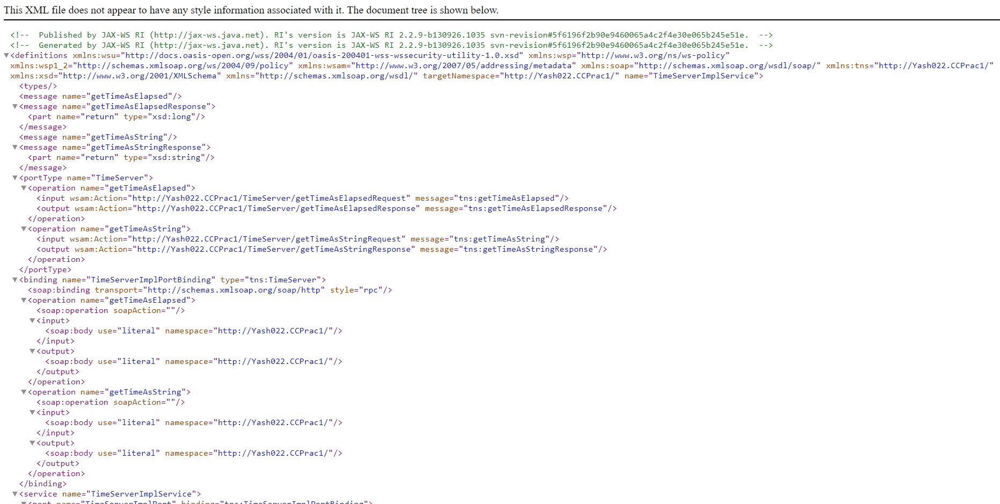 This XML file does not appear to have any style information associated with it. The document tree is shown below.
<!-- Published by JAX-WS RI (http://jax-ws.java.net). RI's version is JAX-WS RI 2.2.9-b130926.1035 svn-revision#5f6196f2b90e9460065a4c2f4e30e065b245e51e. -->
<!-- Generated by JAX-WS RI (http://jax-ws.java.net). RI's version is JAX-WS RI 2.2.9-b130926.1035 svn-revision#5f6196f2b90e9460065a4c2f4e30e065b245e51e. -->
▼<definitions xmlns:wsu="http://docs.oasis-open.org/wss/2004/01/oasis-200401-wss-wssecurity-utility-1.0.xsd" xmlns:wsp="http://www.w3.org/ns/ws-policy"
xmlns:wsp1_2="http://schemas.xmlsoap.org/ws/2004/09/policy" xmlns:wsam="http://www.w3.org/2007/05/addressing/metadata" xmlns:soap="http://schemas.xmlsoap.org/wsdl/soap/" xmlns:tns="http://Yash022.CCPrac1/"
xmlns:xsd="http://www.w3.org/2001/XMLSchema" xmlns="http://schemas.xmlsoap.org/wsdl/" targetNamespace="http://Yash022.CCPrac1/" name="TimeServerImplService">
<types/>
<message name="getTimeAsElapsed"/>
▼<message name="getTimeAsElapsedResponse">
<part name="return" type="xsd:long"/>
</message>
<message name="getTimeAsString"/>
▼<message name="getTimeAsStringResponse">
<part name="return" type="xsd:string"/>
</message>
▼<portType name="TimeServer">
▼<operation name="getTimeAsElapsed">
<input wsam:Action="http://Yash022.CCPrac1/TimeServer/getTimeAsElapsedRequest" message="tns:getTimeAsElapsed"/>
<output wsam:Action="http://Yash022.CCPrac1/TimeServer/getTimeAsElapsedResponse" message="tns:getTimeAsElapsedResponse"/>
</operation>
▼<operation name="getTimeAsString">
<input wsam:Action="http://Yash022.CCPrac1/TimeServer/getTimeAsStringRequest" message="tns:getTimeAsString"/>
<output wsam:Action="http://Yash022.CCPrac1/TimeServer/getTimeAsStringResponse" message="tns:getTimeAsStringResponse"/>
</operation>
</portType>
▼<binding name="TimeServerImplPortBinding" type="tns:TimeServer">
<soap:binding transport="http://schemas.xmlsoap.org/soap/http" style="rpc"/>
▼<operation name="getTimeAsElapsed">
<soap:operation soapAction=""/>
▼<input>
<soap:body use="literal" namespace="http://Yash022.CCPrac1/"/>
</input>
▼<output>
<soap:body use="literal" namespace="http://Yash022.CCPrac1/"/>
</output>
</operation>
▼<operation name="getTimeAsString">
<soap:operation soapAction=""/>
▼<input>
<soap:body use="literal" namespace="http://Yash022.CCPrac1/"/>
</input>
▼<output>
<soap:body use="literal" namespace="http://Yash022.CCPrac1/"/>
</output>
</operation>
</binding>
▼<service name="TimeServerImplService">
▼<port name="TimeServerImplPort" binding="tns:TimeServerImplPortBinding">